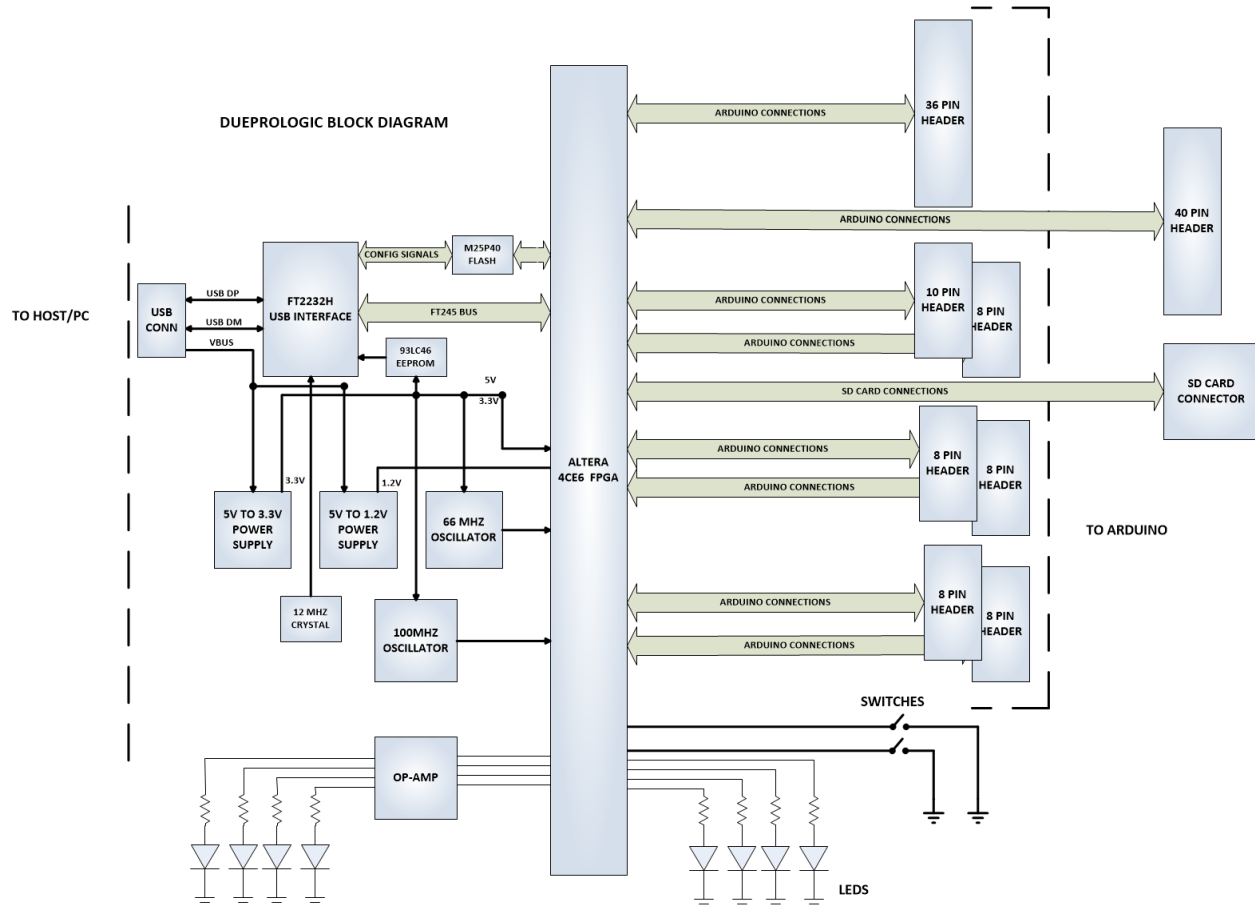 DUEPROLOGIC BLOCK DIAGRAM
ARDUINO CONNECTIONS
36 PIN
HEADER
ARDUINO CONNECTIONS
40 PIN
HEADER
CONFIG SIGNALS
M25P40
FLASH
TO HOST/PC
USB
CONN
USB DP
USB DM
VBUS
FT2232H
USB INTERFACE
FT245 BUS
93LC46
EEPROM
ARDUINO CONNECTIONS
10 PIN
HEADER
8 PIN
HEADER
ARDUINO CONNECTIONS
5V
3.3V
SD CARD CONNECTIONS
SD CARD
CONNECTOR
ALTERA
4CE6 FPGA
ARDUINO CONNECTIONS
8 PIN
HEADER
8 PIN
HEADER
ARDUINO CONNECTIONS
3.3V
1.2V
5V TO 3.3V
POWER
SUPPLY
5V TO 1.2V
POWER
SUPPLY
66 MHZ
OSCILLATOR
TO ARDUINO
12 MHZ
CRYSTAL
100MHZ
OSCILLATOR
ARDUINO CONNECTIONS
8 PIN
HEADER
8 PIN
HEADER
ARDUINO CONNECTIONS
SWITCHES
OP-AMP
LEDS